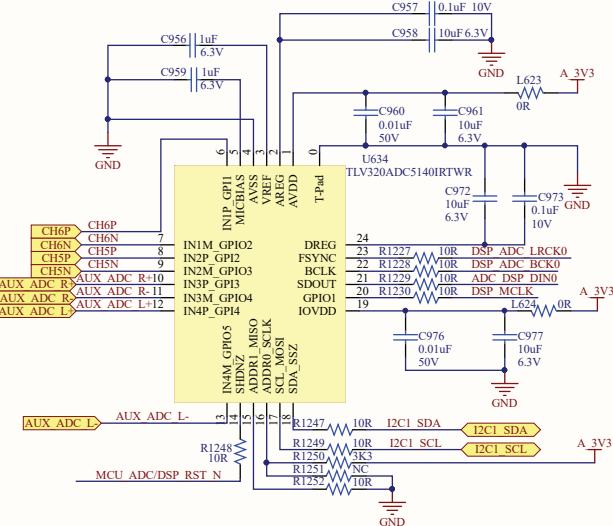 C957 0.1uF 10V
C958 10uF 6.3V
C956 1uF
6.3V
C959 1uF
6.3V
GND
L623
A_3V3
0R
C960
0.01uF
50V
C961
10uF
6.3V
GND
6 5 4 3 2 1 0
U634
TLV320ADC5140IRTWR
IN1P_GPI1
MICBIAS
AVSS
VREF
AREG
AVDD
T-Pad
C972
10uF
6.3V
C973
0.1uF
10V
GND
CH6P CH6P
CH6N CH6N 7 IN1M_GPIO2
CH5P CH5P 8 IN2P_GPI2
CH5N CH5N 9 IN2M_GPIO3
AUX_ADC_R+ AUX_ADC_R+ 10 IN3P_GPI3
AUX_ADC_R- AUX_ADC_R- 11 IN3M_GPIO4
AUX_ADC_L+ AUX_ADC_L+ 12 IN4P_GPI4
DREG 24
FSYNC 23 R1227 10R DSP_ADC_LRCK0
BCLK 22 R1228 10R DSP_ADC_BCK0
SDOUT 21 R1229 10R ADC_DSP_DIN0
GPIO1 20 R1230 10R DSP_MCLK
IOVDD 19
L624 0R
A_3V3
C976
0.01uF
50V
C977
10uF
6.3V
GND
IN4M_GPIO5
SHDNZ
ADDR1_MISO
ADDR0_SCLK
SCL_MOSI
SDA_SSZ
13 14 15 16 17 18
AUX_ADC_L- AUX_ADC_L-
R1248
10R
MCU_ADC/DSP_RST_N
R1247 10R I2C1_SDA I2C1_SDA
R1249 10R I2C1_SCL I2C1_SCL
R1250 3K3 A_3V3
R1251 NC
R1252 10R
GND